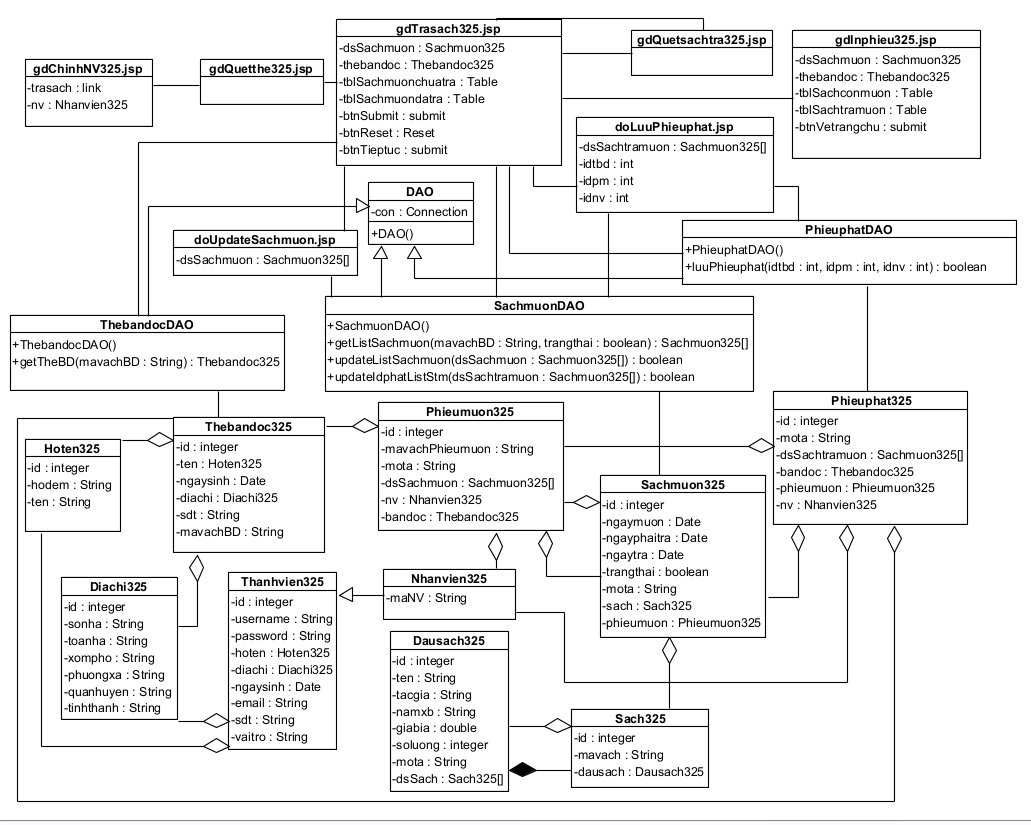 gdTrasach325.jsp
-dsSachmuon : Sachmuon325
-thebandoc : Thebandoc325
-tblSachmuonchuatra : Table
-tblSachmuondatra : Table
-btnSubmit : submit
-btnReset : Reset
-btnTieptuc : submit
gdQuetsachtra325.jsp
gdInphieu325.jsp
-dsSachmuon : Sachmuon325
-thebandoc : Thebandoc325
-tblSachconmuon : Table
-tblSachtramuon : Table
-btnVetrangchu : submit
gdChinhNV325.jsp
-trasach : link
-nv : Nhanvien325
gdQuetthe325.jsp
doLuuPhieuphat.jsp
-dsSachtramuon : Sachmuon325[]
-idtbd : int
-idpm : int
-idnv : int
DAO
-con : Connection
+DAO()
doUpdateSachmuon.jsp
-dsSachmuon : Sachmuon325[]
PhieuphatDAO
+PhieuphatDAO()
+luuPhieuphat(idtbd : int, idpm : int, idnv : int) : boolean
ThebandocDAO
+ThebandocDAO()
+getTheBD(mavachBD : String) : Thebandoc325
SachmuonDAO
+SachmuonDAO()
+getListSachmuon(mavachBD : String, trangthai : boolean) : Sachmuon325[]
+updateListSachmuon(dsSachmuon : Sachmuon325[]) : boolean
+updateIdphatListStm(dsSachtramuon : Sachmuon325[]) : boolean
Hoten325
-id : integer
-hodem : String
-ten : String
Thebandoc325
-id : integer
-ten : Hoten325
-ngaysinh : Date
-diachi : Diachi325
-sdt : String
-mavachBD : String
Phieumuon325
-id : integer
-mavachPhieumuon : String
-mota : String
-dsSachmuon : Sachmuon325[]
-nv : Nhanvien325
-bandoc : Thebandoc325
Phieuphat325
-id : integer
-mota : String
-dsSachtramuon : Sachmuon325[]
-bandoc : Thebandoc325
-phieumuon : Phieumuon325
-nv : Nhanvien325
Sachmuon325
-id : integer
-ngaymuon : Date
-ngayphaitra : Date
-ngaytra : Date
-trangthai : boolean
-mota : String
-sach : Sach325
-phieumuon : Phieumuon325
Diachi325
-id : integer
-sonha : String
-toanha : String
-xompho : String
-phuongxa : String
-quanhuyen : String
-tinhthanh : String
Thanhvien325
-id : integer
-username : String
-password : String
-hoten : Hoten325
-diachi : Diachi325
-ngaysinh : Date
-email : String
-sdt : String
-vaitro : String
Nhanvien325
-maNV : String
Dausach325
-id : integer
-ten : String
-tacgia : String
-namxb : String
-giabia : double
-soluong : integer
-mota : String
-dsSach : Sach325[]
Sach325
-id : integer
-mavach : String
-dausach : Dausach325